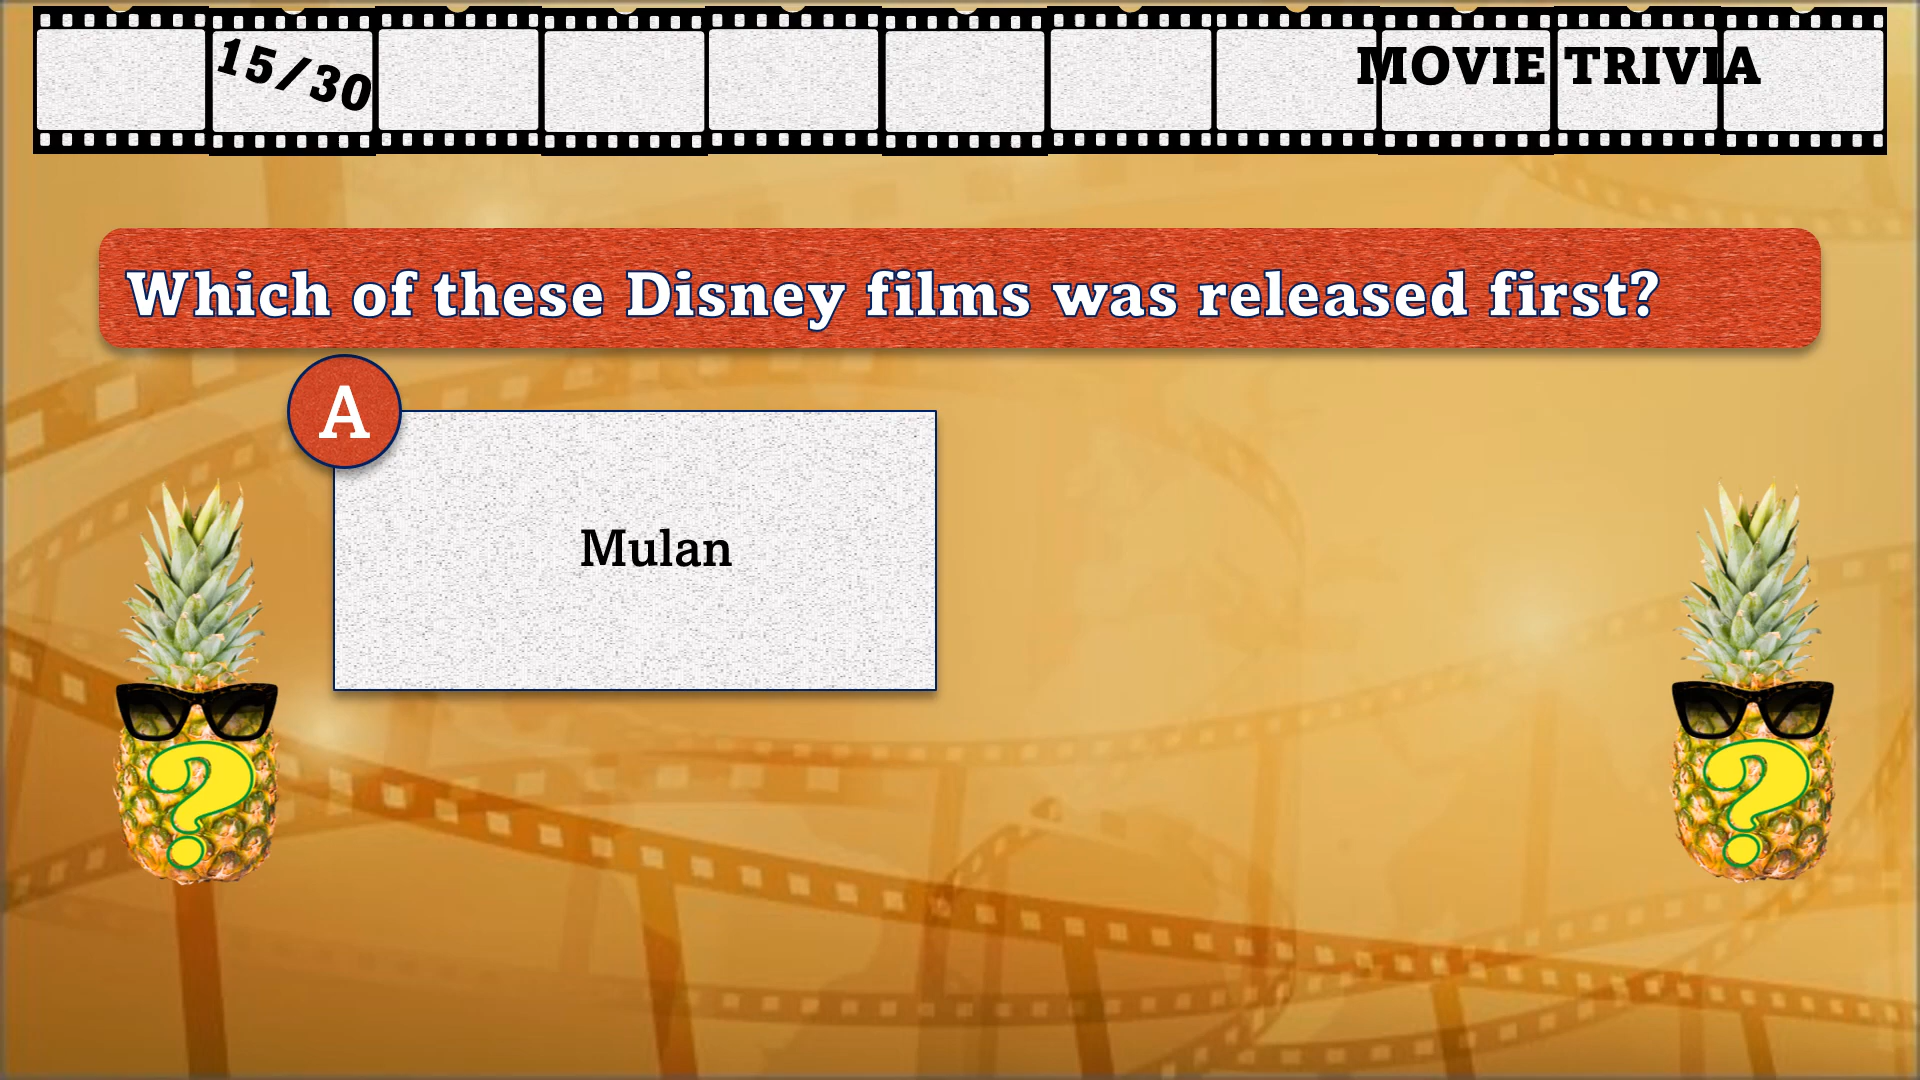 15/30
MOVIE TRIVIA
Which of these Disney films was released first?
A
Mulan
?
?